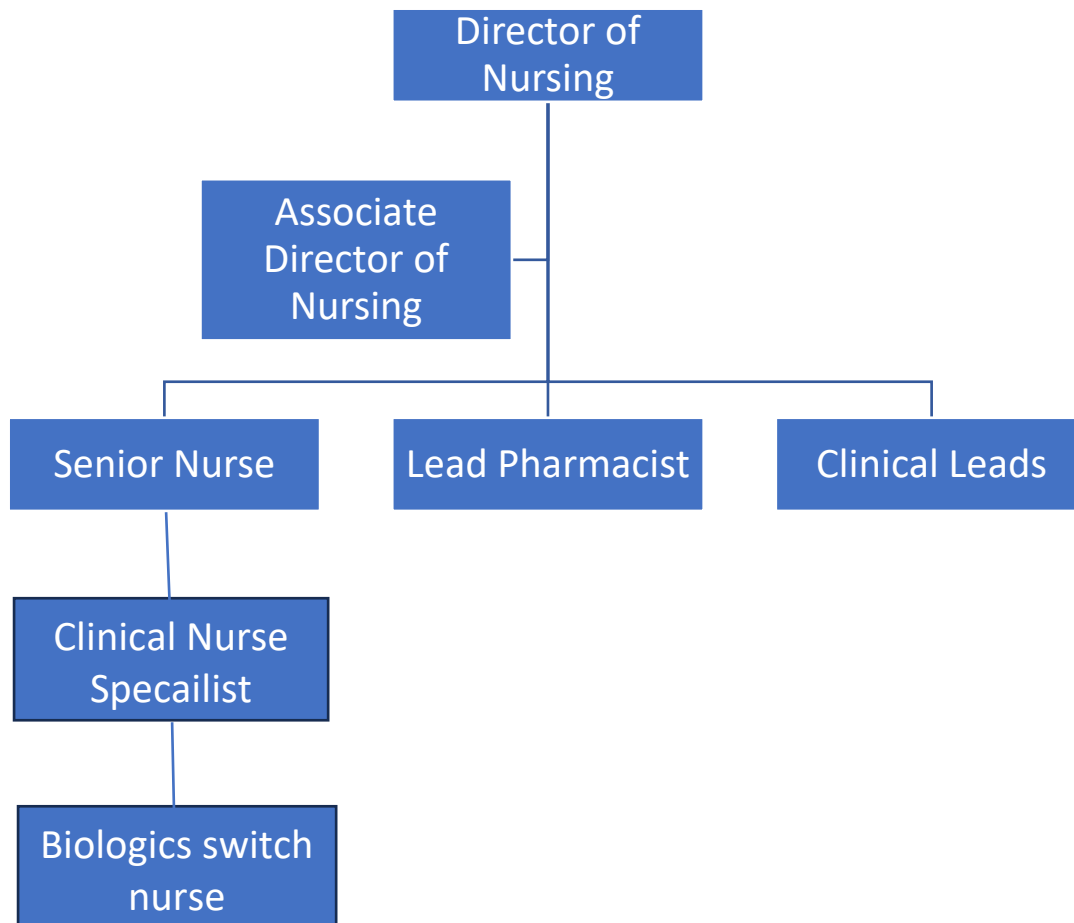 Director of
Nursing
Associate
Director of
Nursing
Senior Nurse
Lead Pharmacist
Clinical Leads
Clinical Nurse
Specailist
Biologics switch
nurse